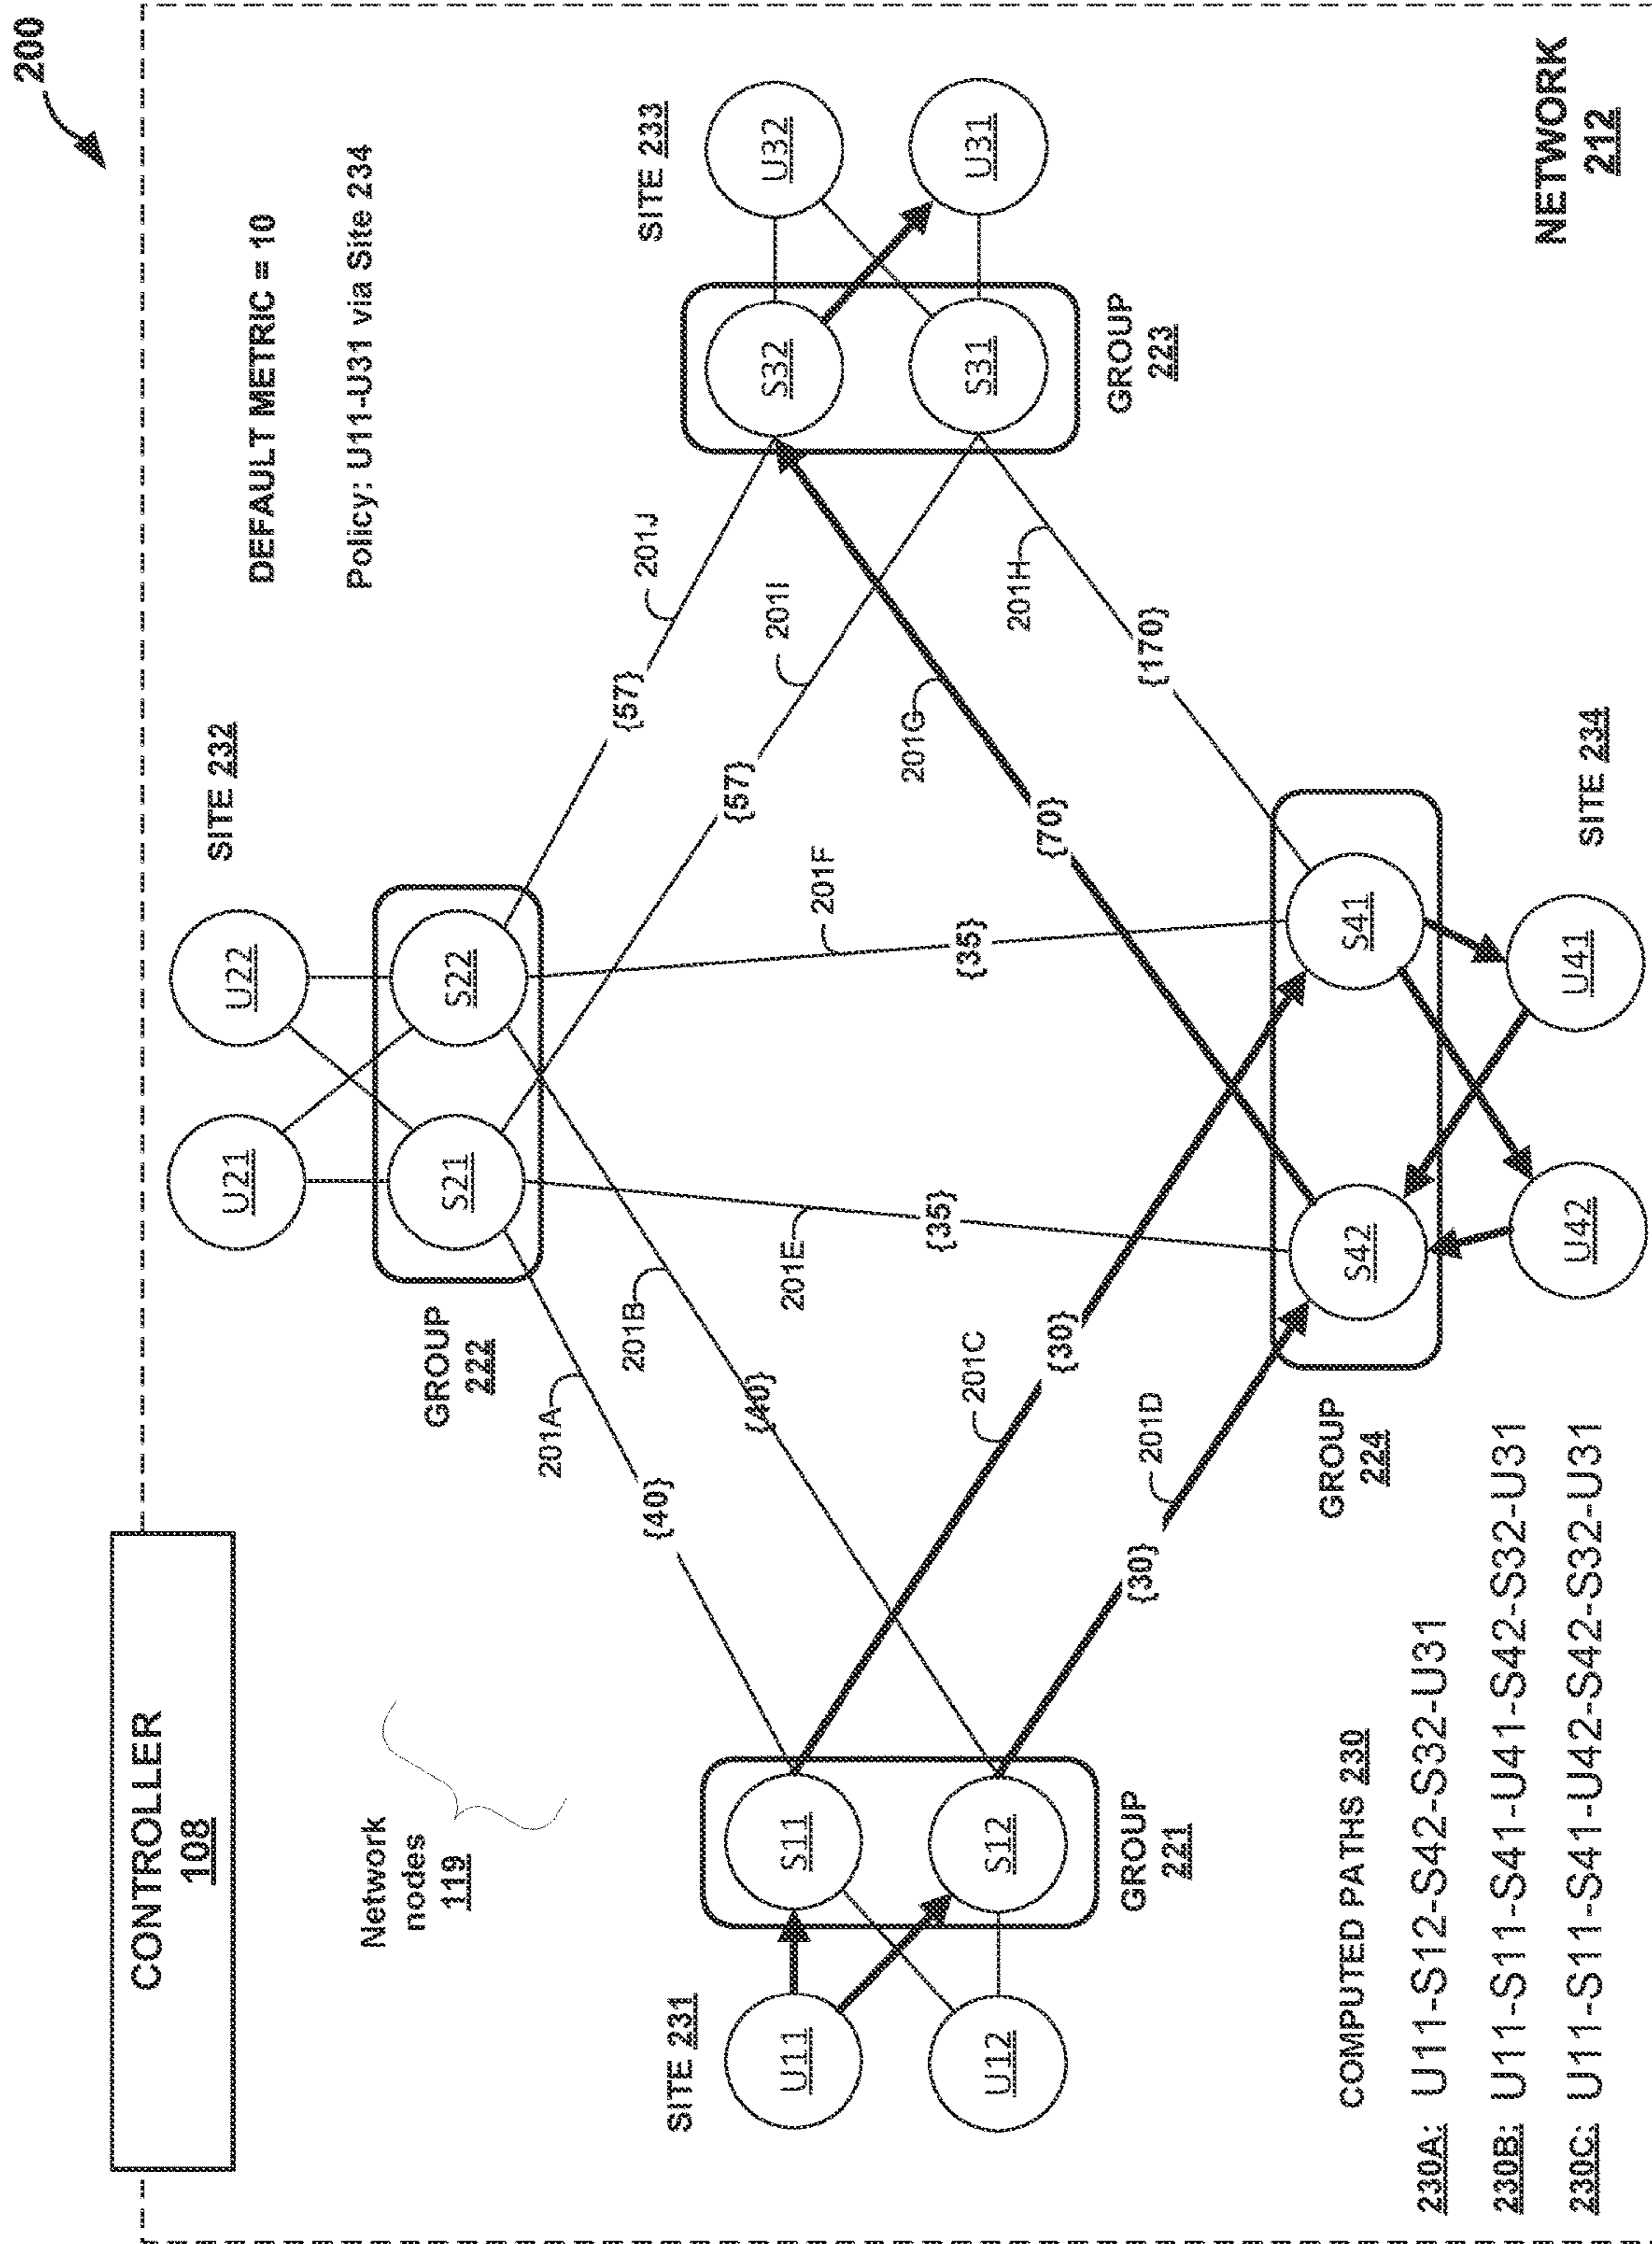 200
CONTROLLER
108
DEFAULT METRIC = 10
Policy: U11-U31 via Site 234
Network
nodes
119
SITE 232
U21
U22
S21
S22
GROUP
222
201A
{40}
201B
{40}
201E
{35}
201F
{35}
{57}
201J
{57}
201I
SITE 231
U11
U12
S11
S12
GROUP
221
201C
{30}
201D
{30}
201G
{70}
201H
{170}
SITE 233
S32
U32
S31
U31
GROUP
223
S42
S41
U42
U41
GROUP
224
SITE 234
COMPUTED PATHS 230
230A: U11-S12-S42-S32-U31
230B: U11-S11-S41-U41-S42-S32-U31
230C: U11-S11-S41-U42-S42-S32-U31
NETWORK
212